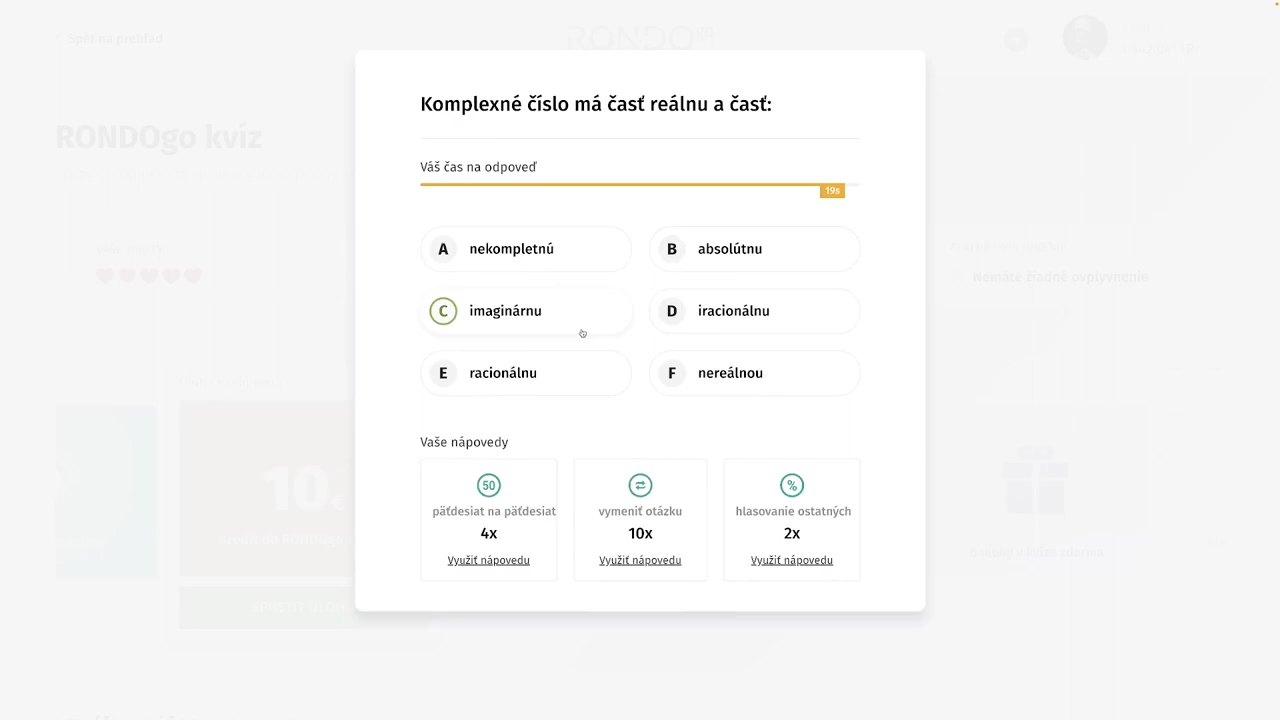 Späť na prehľad
RONDOgo
RONDOgo kvíz
Komplexné číslo má časť reálnu a časť:
Váš čas na odpoveď
19s
A nekompletnú
B absolútnu
C imaginárnu
D iracionálnu
E racionálnu
F nereálnou
Nemáte žiadne ovplyvnenie
Vaše nápovedy
50
päťdesiat na päťdesiat
4x
Využiť nápovedu
vymeniť otázku
10x
Využiť nápovedu
%
hlasovanie ostatných
2x
Využiť nápovedu
10€